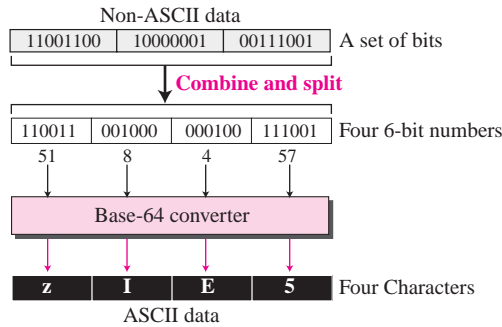 Non-ASCII data
11001100 10000001 00111001 A set of bits
Combine and split
110011 001000 000100 111001 Four 6-bit numbers
51 8 4 57
Base-64 converter
z I E 5 Four Characters
ASCII data